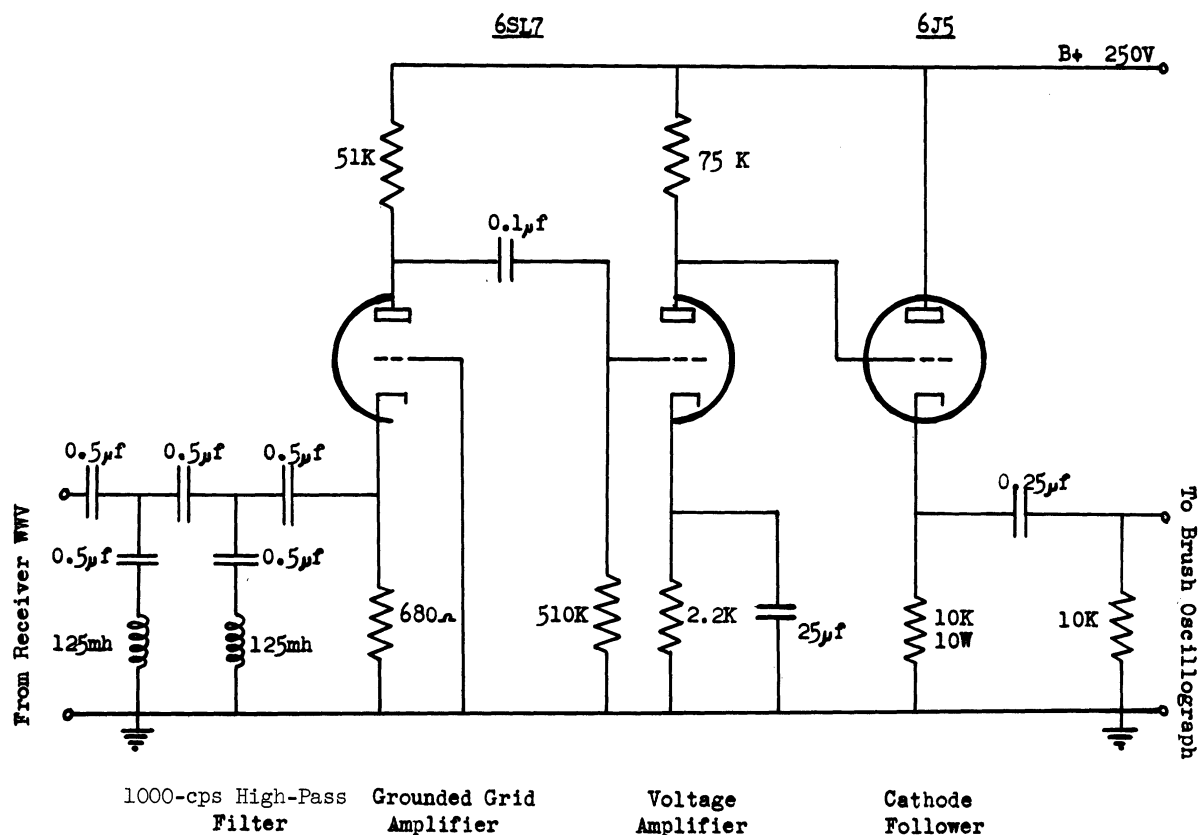 6SL7
6J5
B+ 250V
51K
75 K
0.1μf
0.5μf
0.5μf
0.5μf
0.25μf
0.5μf
0.5μf
125mh
125mh
680Ω
510K
2.2K
25μf
10K
10W
10K
From Receiver WWV
To Brush Oscillograph
1000-cps High-Pass
Filter
Grounded Grid
Amplifier
Voltage
Amplifier
Cathode
Follower